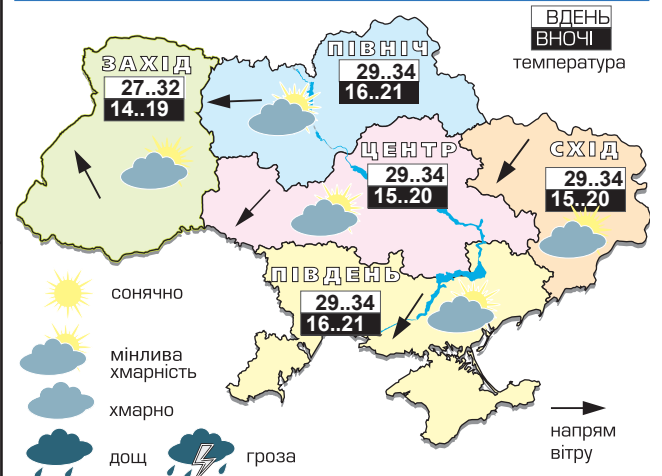 ВДЕНЬ
ВНОЧІ
температура
ЗАХІД
27..32
14..19
ПІВНІЧ
29..34
16..21
ЦЕНТР
29..34
15..20
СХІД
29..34
15..20
ПІВДЕНЬ
29..34
16..21
сонячно
мінлива
хмарність
хмарно
дощ
гроза
напрям
вітру